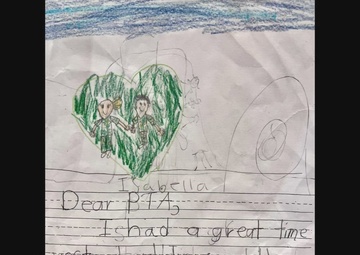 Isabella
Dear PTA,
I had a great time